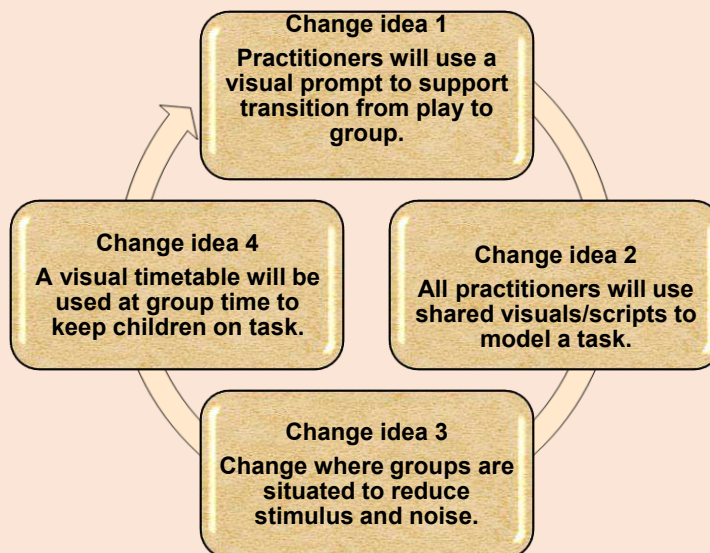 Change idea 1
Practitioners will use a
visual prompt to support
transition from play to
group.
Change idea 2
All practitioners will use
shared visuals/scripts to
model a task.
Change idea 3
Change where groups are
situated to reduce
stimulus and noise.
Change idea 4
A visual timetable will be
used at group time to
keep children on task.